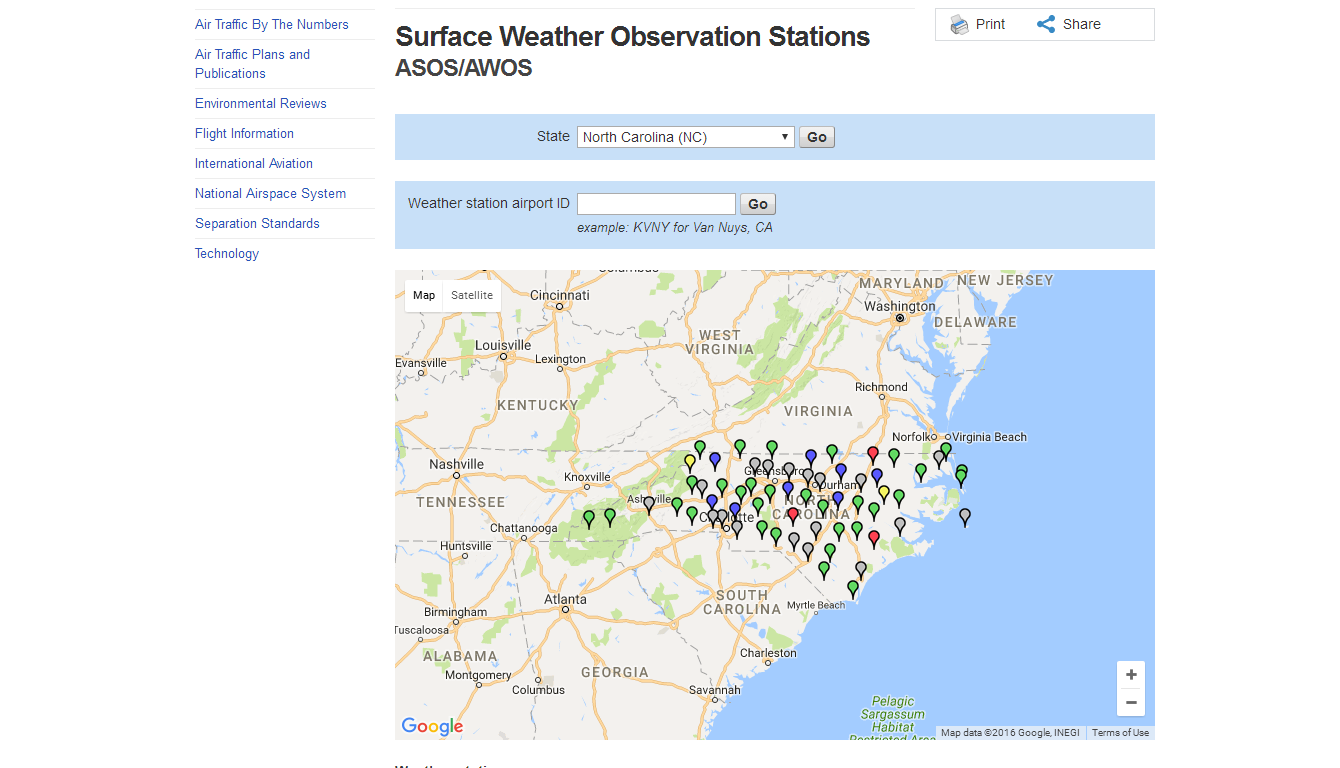 Air Traffic By The Numbers
Air Traffic Plans and
Publications
Environmental Reviews
Flight Information
International Aviation
National Airspace System
Separation Standards
Technology
Surface Weather Observation Stations
ASOS/AWOS
Print
Share
State
North Carolina (NC)
Go
Weather station airport ID
Go
example: KVNY for Van Nuys, CA
Map
Satellite
Columbus
Cincinnati
MARYLAND
NEW JERSEY
Washington
DELAWARE
WEST
VIRGINIA
Louisville
Lexington
Evansville
Richmond
KENTUCKY
VIRGINIA
Norfolk
Virginia Beach
Nashville
Knoxville
Greensboro
Durham
TENNESSEE
Asheville
NORTH
CAROLINA
Charlotte
Chattanooga
Huntsville
Atlanta
SOUTH
CAROLINA
Myrtle Beach
Birmingham
Tuscaloosa
ALABAMA
Charleston
GEORGIA
Montgomery
Columbus
Savannah
Pelagic
Sargassum
Habitat
Restricted Area
+
−
Google
Map data ©2016 Google, INEGI
Terms of Use